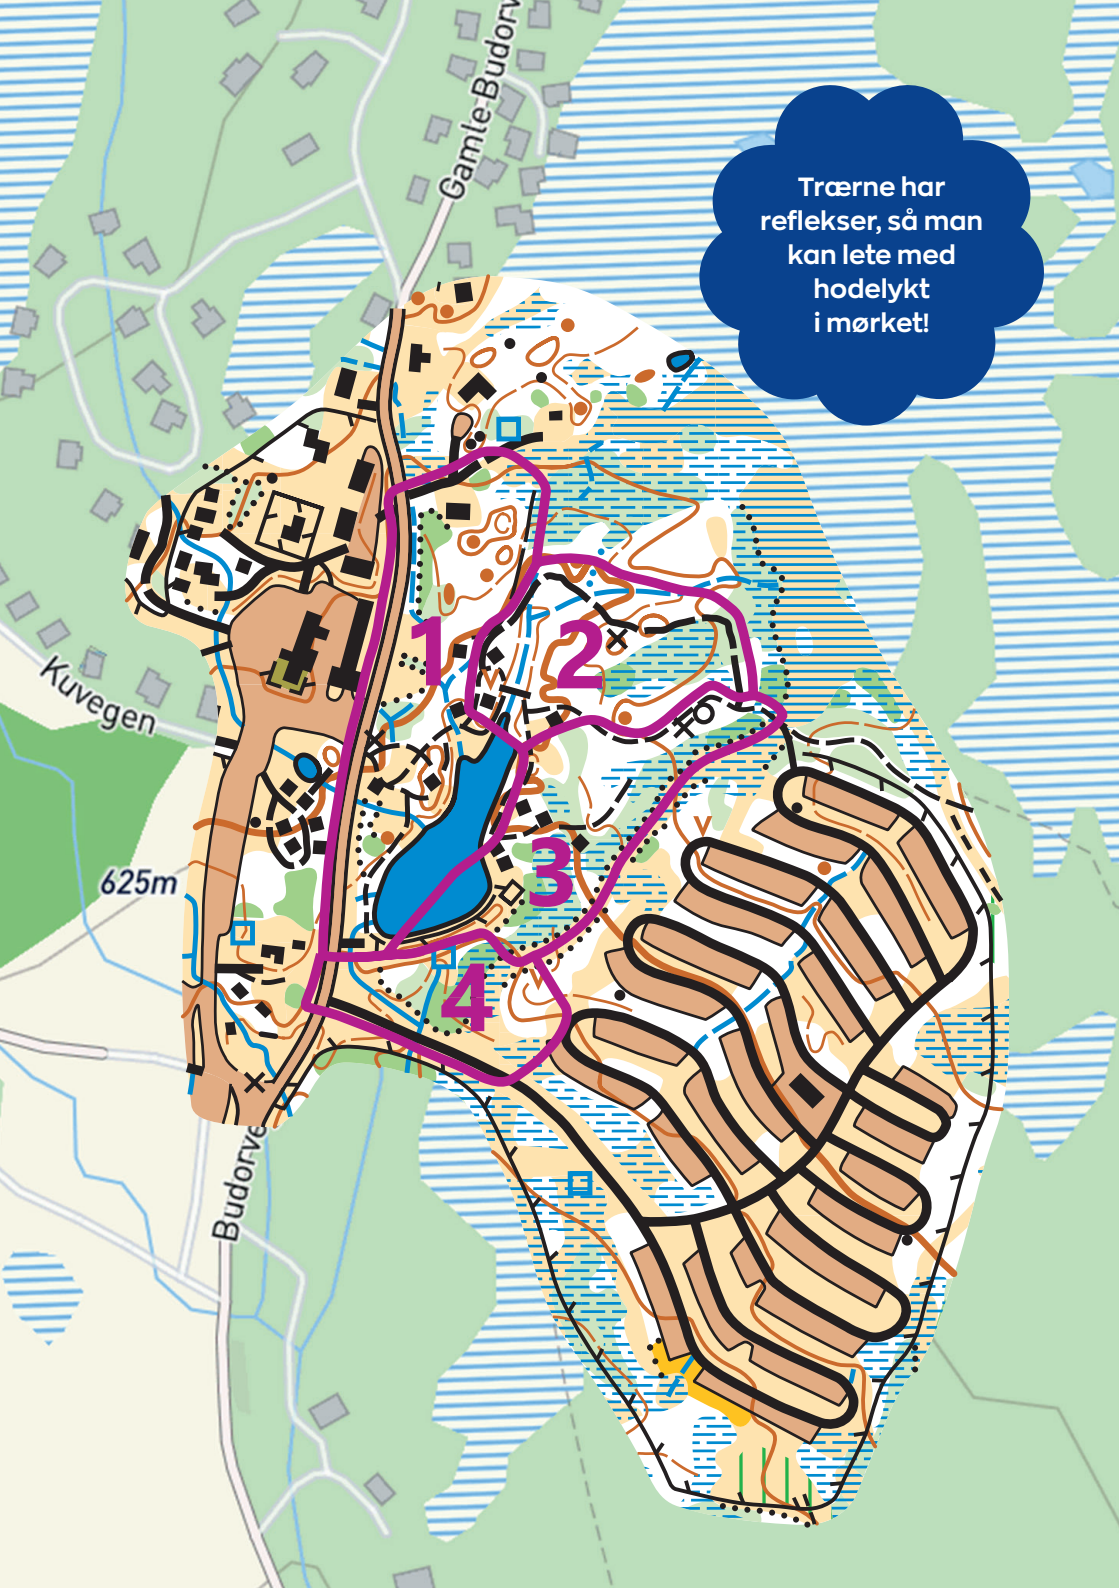 Gamle Budorv
Trærne har
reflekser, så man
kan lete med
hodelykt
i mørket!
1
2
Kuvegen
3
625m
4
Budorve